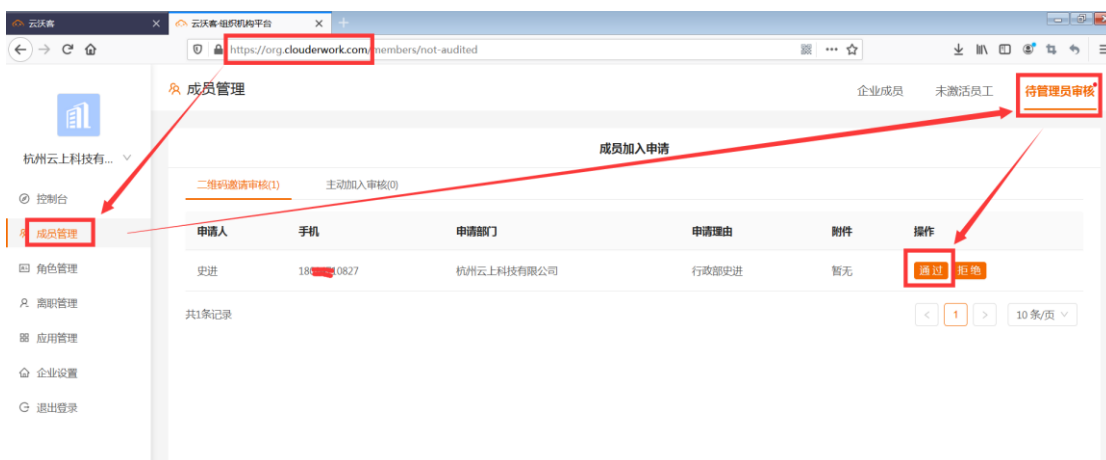 云沃客
云沃客-组织机构平台
https://org.clouderwork.com/members/not-audited
成员管理
企业成员
未激活员工
待管理员审核
杭州云上科技有...
成员加入申请
控制台
二维码邀请审核(1)
主动加入审核(0)
成员管理
申请人 手机 申请部门 申请理由 附件 操作
角色管理
史进 18 10827 杭州云上科技有限公司 行政部史进 暂无 通过 拒绝
离职管理
共1条记录
1
10 条/页
应用管理
企业设置
退出登录